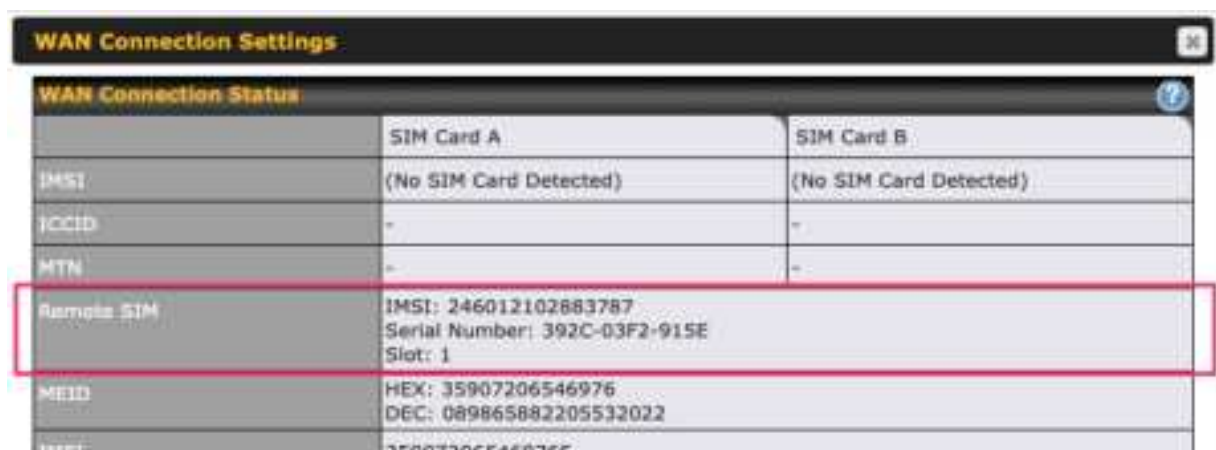 WAN Connection Settings
WAN Connection Status
SIM Card A SIM Card B
IMSI (No SIM Card Detected) (No SIM Card Detected)
ICCID - -
MTN - -
Remote SIM IMSI: 246012102883787
Serial Number: 392C-03F2-915E
Slot: 1
MEID HEX: 35907206546976
DEC: 089865882205532022